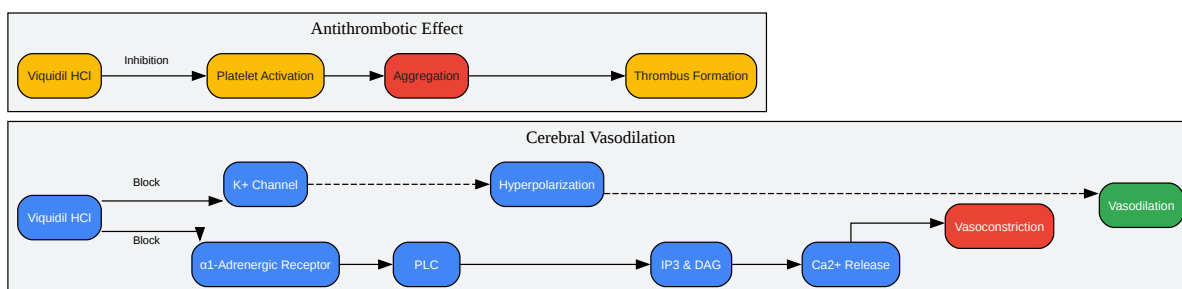 Antithrombotic Effect
Viquidil HCl
Inhibition
Platelet Activation
Aggregation
Thrombus Formation
Cerebral Vasodilation
Viquidil HCl
Block
K+ Channel
Hyperpolarization
Vasodilation
Block
α1-Adrenergic Receptor
PLC
IP3 & DAG
Ca2+ Release
Vasoconstriction